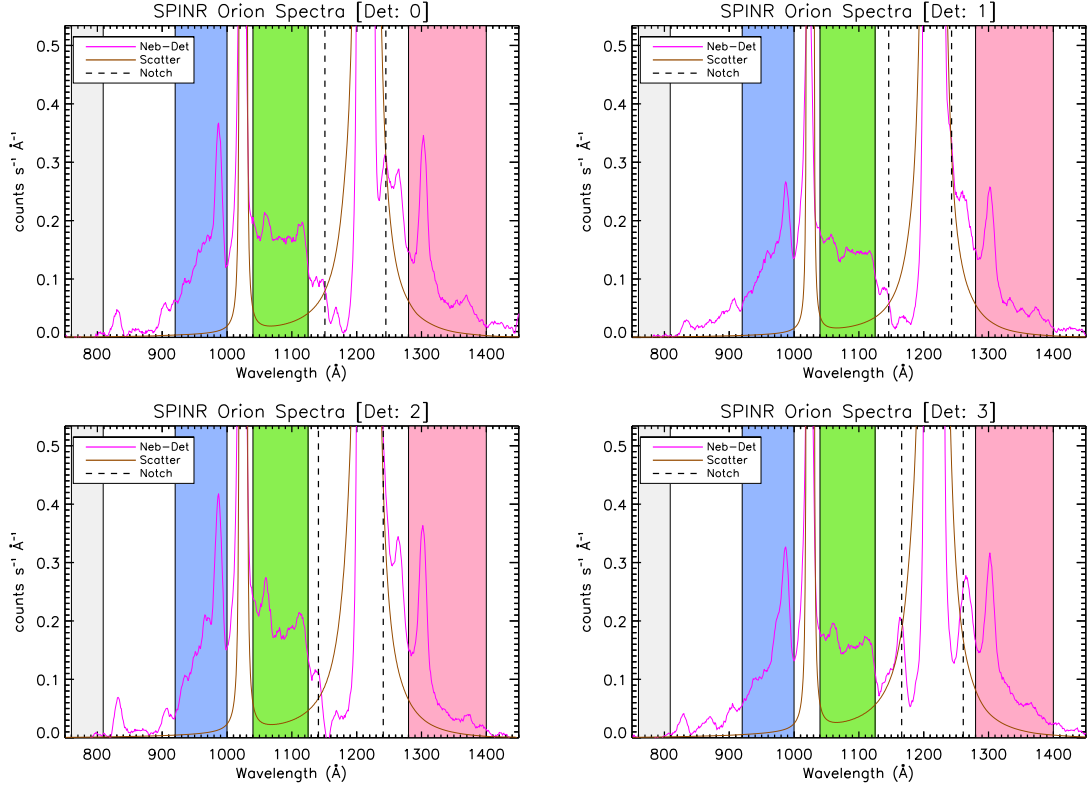 SPINR Orion Spectra [Det: 0]
counts s⁻¹ Å⁻¹
0.5
0.4
0.3
0.2
0.1
0.0
Neb-Det
Scatter
Notch
800 900 1000 1100 1200 1300 1400
Wavelength (Å)
SPINR Orion Spectra [Det: 1]
counts s⁻¹ Å⁻¹
0.5
0.4
0.3
0.2
0.1
0.0
Neb-Det
Scatter
Notch
800 900 1000 1100 1200 1300 1400
Wavelength (Å)
SPINR Orion Spectra [Det: 2]
counts s⁻¹ Å⁻¹
0.5
0.4
0.3
0.2
0.1
0.0
Neb-Det
Scatter
Notch
800 900 1000 1100 1200 1300 1400
Wavelength (Å)
SPINR Orion Spectra [Det: 3]
counts s⁻¹ Å⁻¹
0.5
0.4
0.3
0.2
0.1
0.0
Neb-Det
Scatter
Notch
800 900 1000 1100 1200 1300 1400
Wavelength (Å)